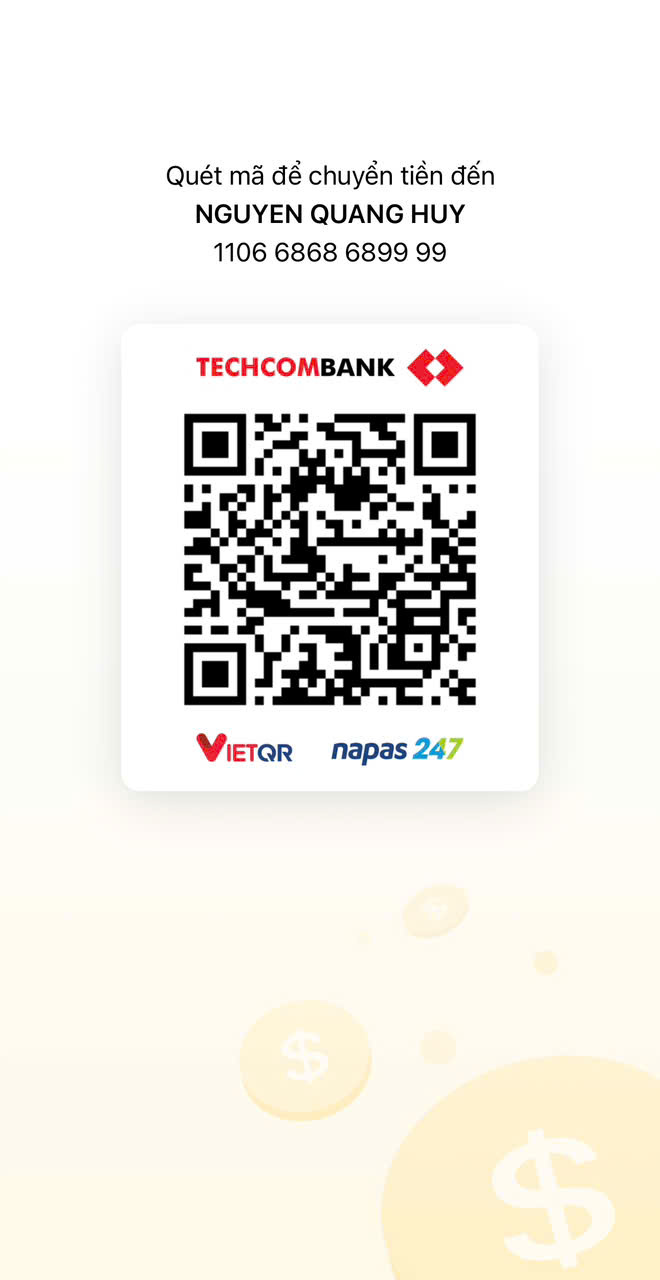 Quét mã để chuyển tiền đến
NGUYEN QUANG HUY
1106 6868 6899 99
TECHCOMBANK
VIETQR napas 247
$
$